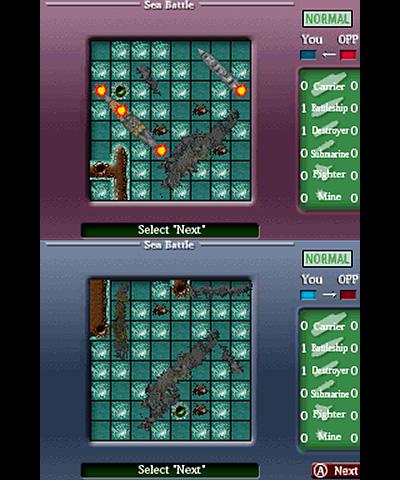 Sea Battle
NORMAL
You OPP
←
0 Carrier 0
1 Battleship 0
1 Destroyer 0
0 Submarine 0
0 Fighter 0
0 Mine 0
Select "Next"
Sea Battle
NORMAL
You OPP
→
0 Carrier 0
1 Battleship 0
1 Destroyer 0
0 Submarine 0
0 Fighter 0
0 Mine 0
Select "Next"
A Next